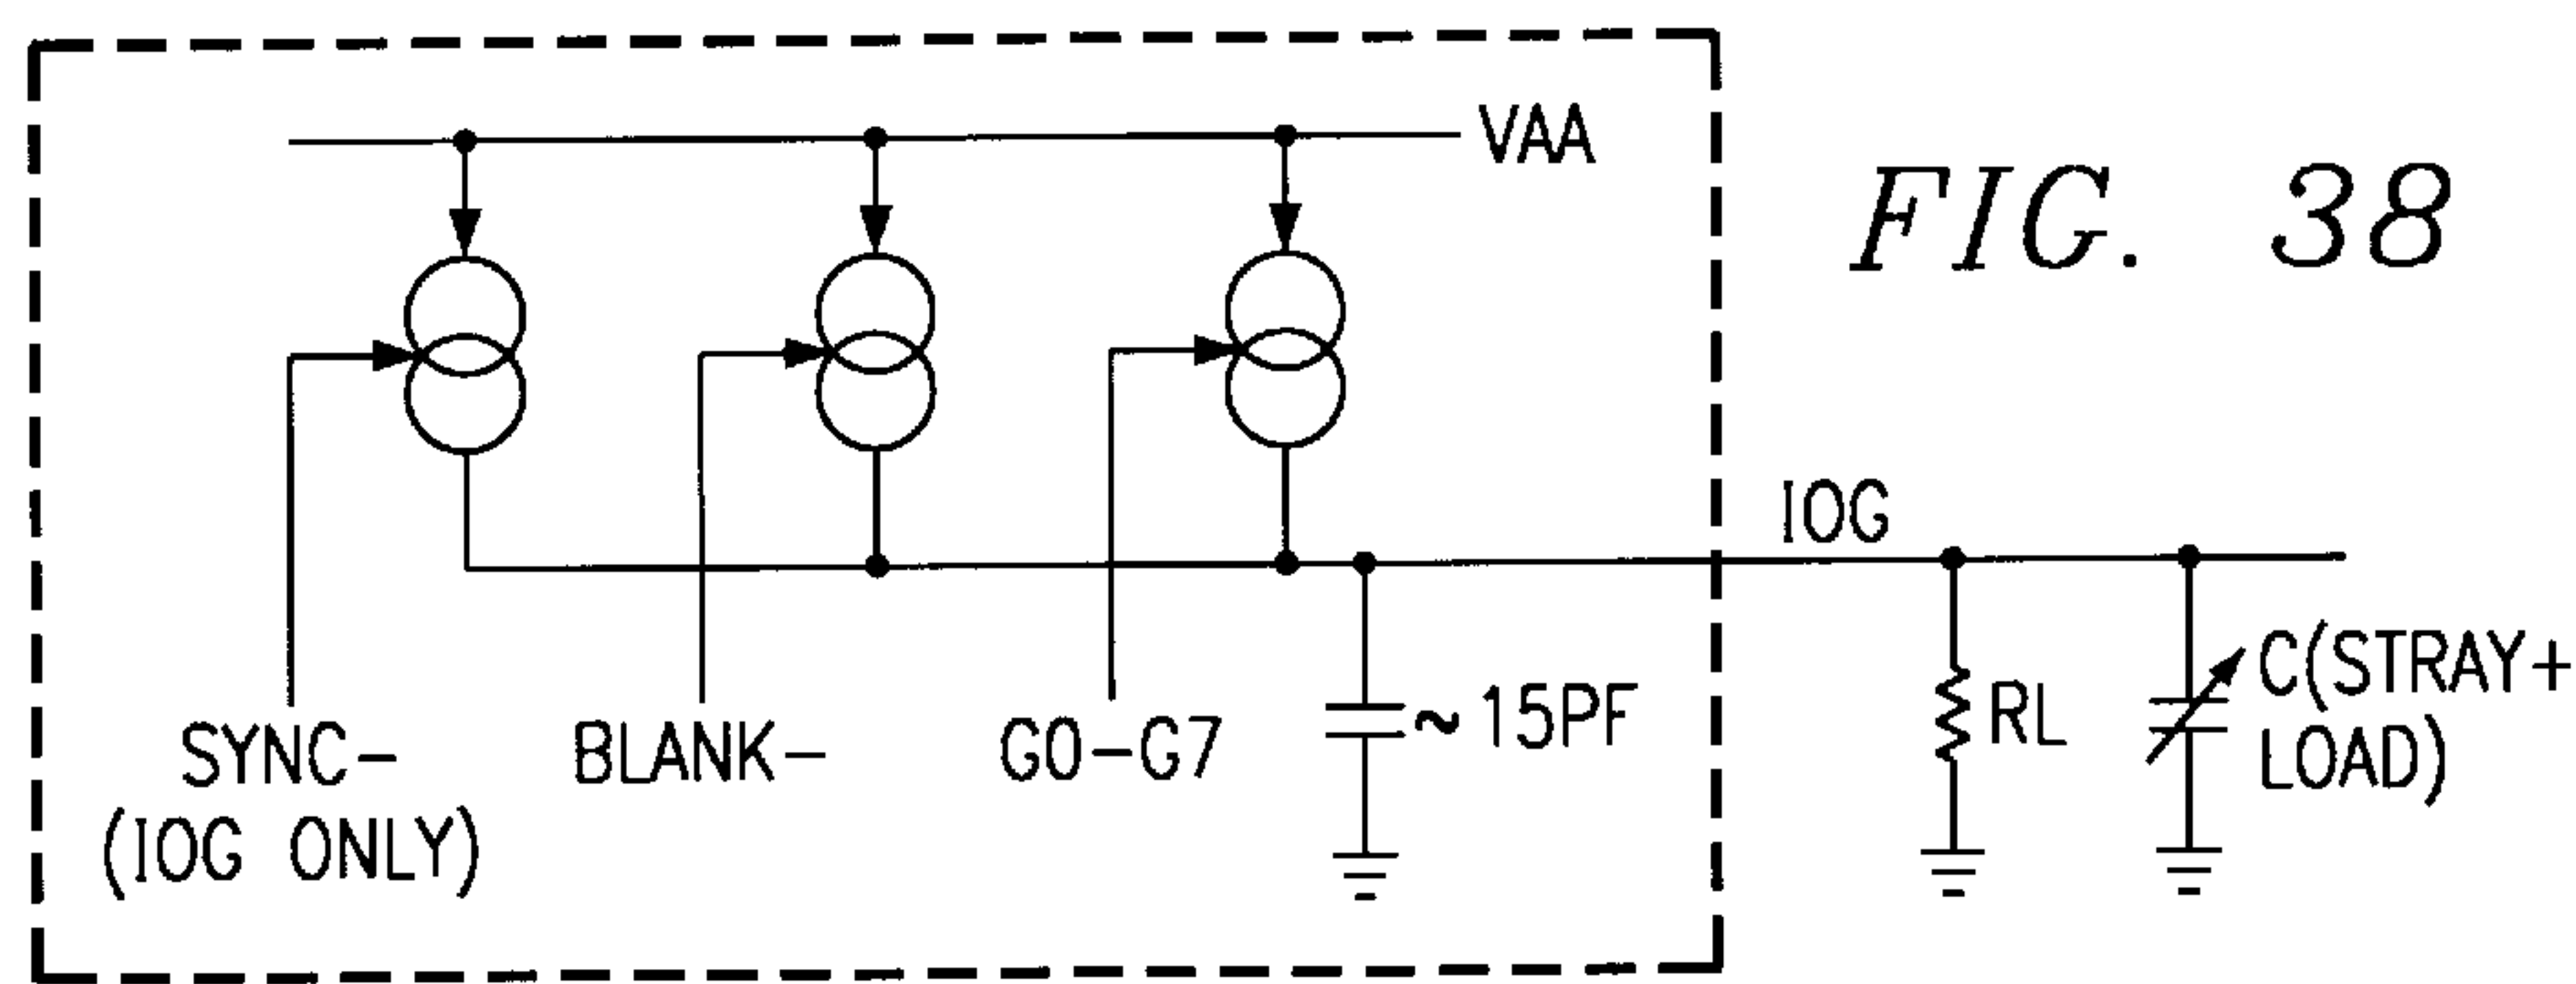 VAA
FIG. 38
IOG
SYNC-
(IOG ONLY)
BLANK-
G0-G7
~15PF
RL
C(STRAY+
LOAD)